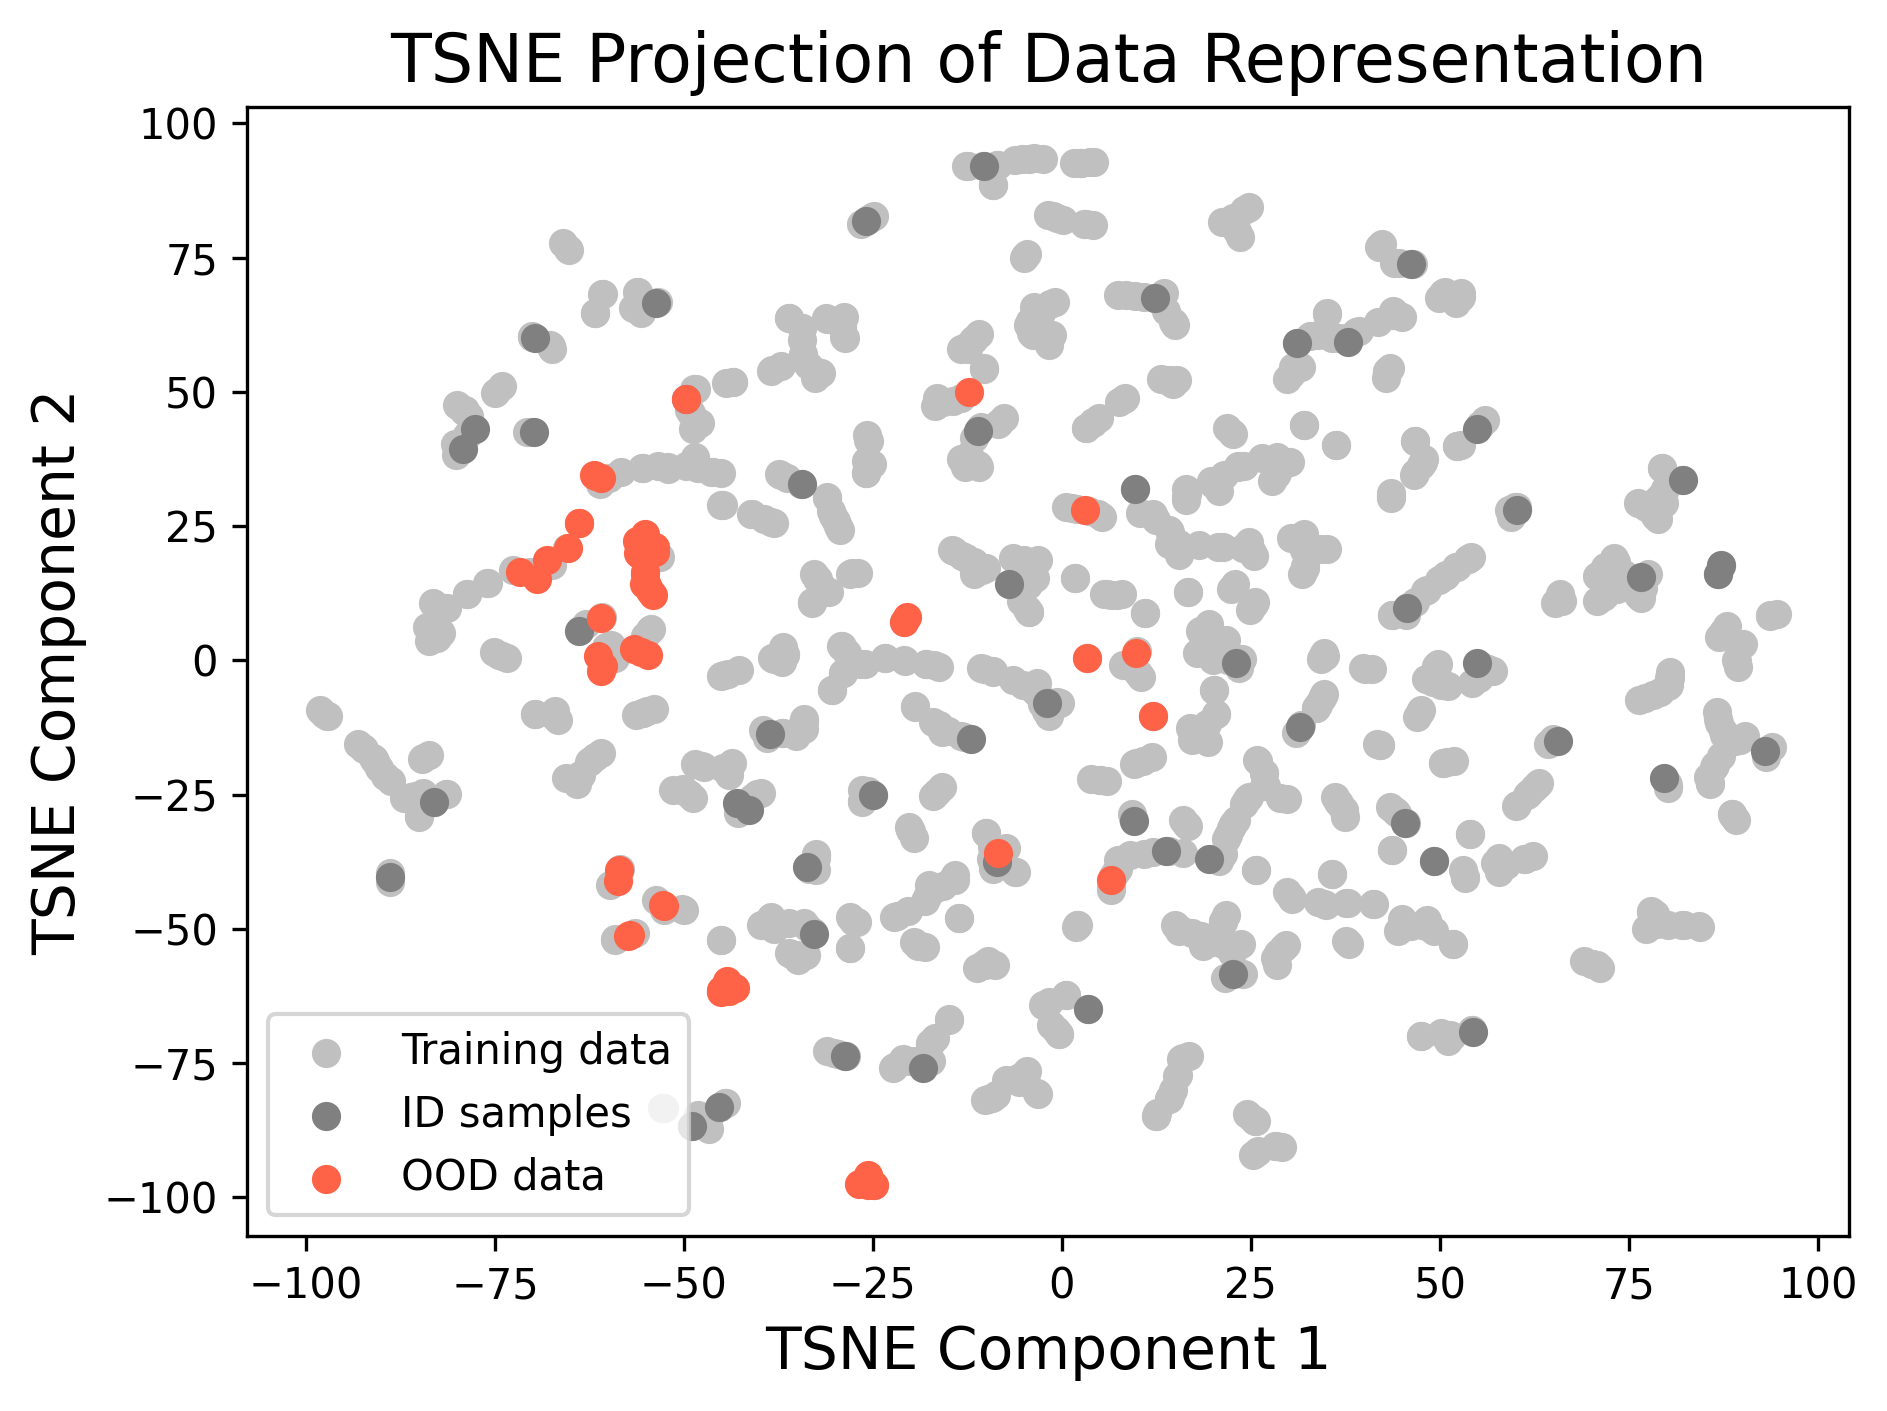 TSNE Projection of Data Representation
TSNE Component 2
100
75
50
25
0
−25
−50
−75
−100
Training data
ID samples
OOD data
−100 −75 −50 −25 0 25 50 75 100
TSNE Component 1